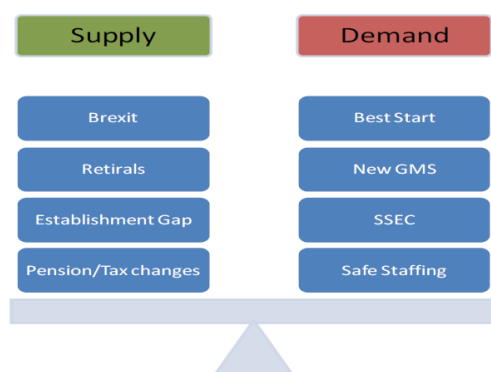 Supply
Demand
Brexit
Best Start
Retirals
New GMS
Establishment Gap
SSEC
Pension/Tax changes
Safe Staffing